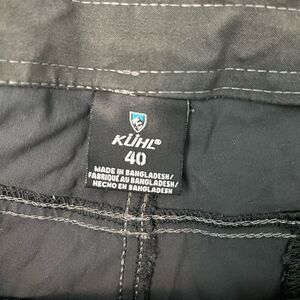 KÜHL®
40
MADE IN BANGLADESH/
FABRIQUÉ AU BANGLADESH/
HECHO EN BANGLADESH